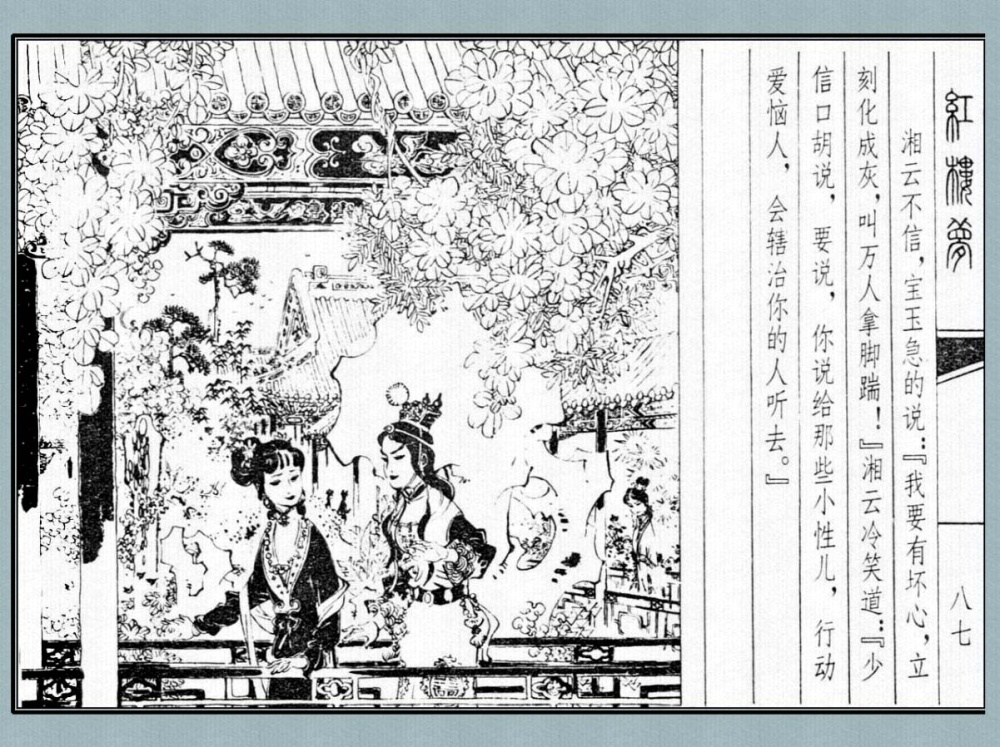 紅樓夢
八七
湘云不信，宝玉急的说：『我要有坏心，立
刻化成灰，叫万人拿脚踹！』湘云冷笑道：『少
信口胡说，要说，你说给那些小性儿，行动
爱恼人，会辖治你的人听去。』